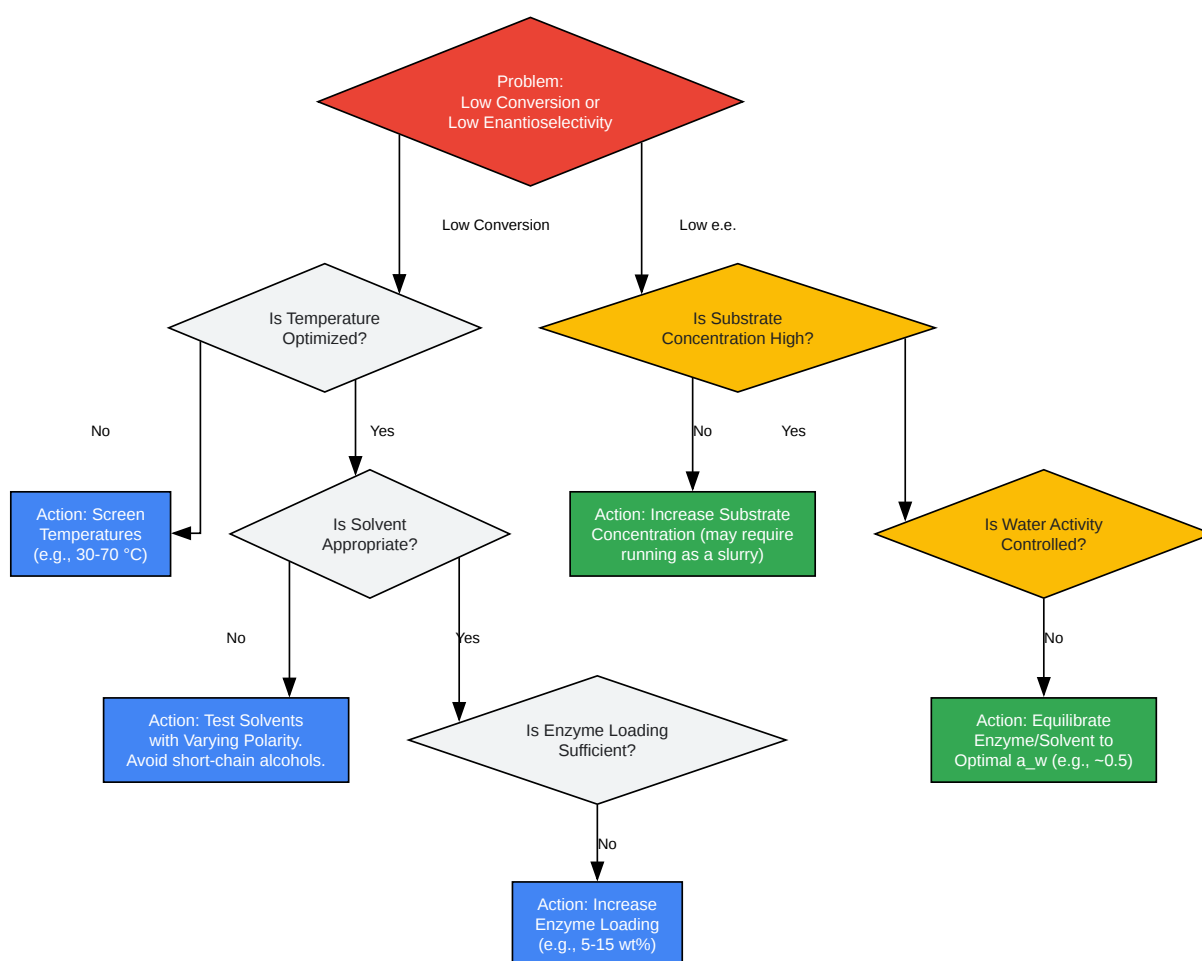 Problem:
Low Conversion or
Low Enantioselectivity
Low Conversion
Low e.e.
Is Temperature
Optimized?
Is Substrate
Concentration High?
No
Yes
No
Yes
Action: Screen
Temperatures
(e.g., 30-70 °C)
Is Solvent
Appropriate?
Action: Increase Substrate
Concentration (may require
running as a slurry)
Is Water Activity
Controlled?
No
Yes
No
Action: Test Solvents
with Varying Polarity.
Avoid short-chain alcohols.
Is Enzyme Loading
Sufficient?
Action: Equilibrate
Enzyme/Solvent to
Optimal a_w (e.g., ~0.5)
No
Action: Increase
Enzyme Loading
(e.g., 5-15 wt%)